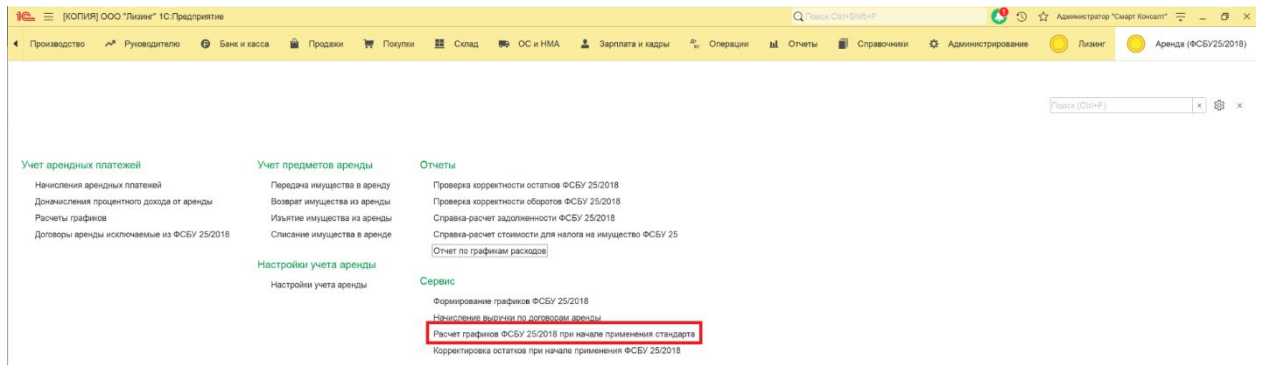 [КОПИЯ] ООО "Лизинг" 1С:Предприятие
Поиск Ctrl+Shift+F
Администратор "Смарт Консалт"
Производство Руководителю Банк и касса Продажи Покупки Склад ОС и НМА Зарплата и кадры Операции Отчеты Справочники Администрирование Лизинг Аренда (ФСБУ25/2018)
Поиск (Ctrl+F)
Учет арендных платежей
Начисления арендных платежей
Доначисления процентного дохода от аренды
Расчеты графиков
Договоры аренды исключаемые из ФСБУ 25/2018
Учет предметов аренды
Передача имущества в аренду
Возврат имущества из аренды
Изъятие имущества из аренды
Списание имущества в аренде
Настройки учета аренды
Настройки учета аренды
Отчеты
Проверка корректности остатков ФСБУ 25/2018
Проверка корректности оборотов ФСБУ 25/2018
Справка-расчет задолженности ФСБУ 25/2018
Справка-расчет стоимости для налога на имущество ФСБУ 25
Отчет по графикам расходов
Сервис
Формирование графиков ФСБУ 25/2018
Начисление выручки по договорам аренды
Расчет графиков ФСБУ 25/2018 при начале применения стандарта
Корректировка остатков при начале применения ФСБУ 25/2018